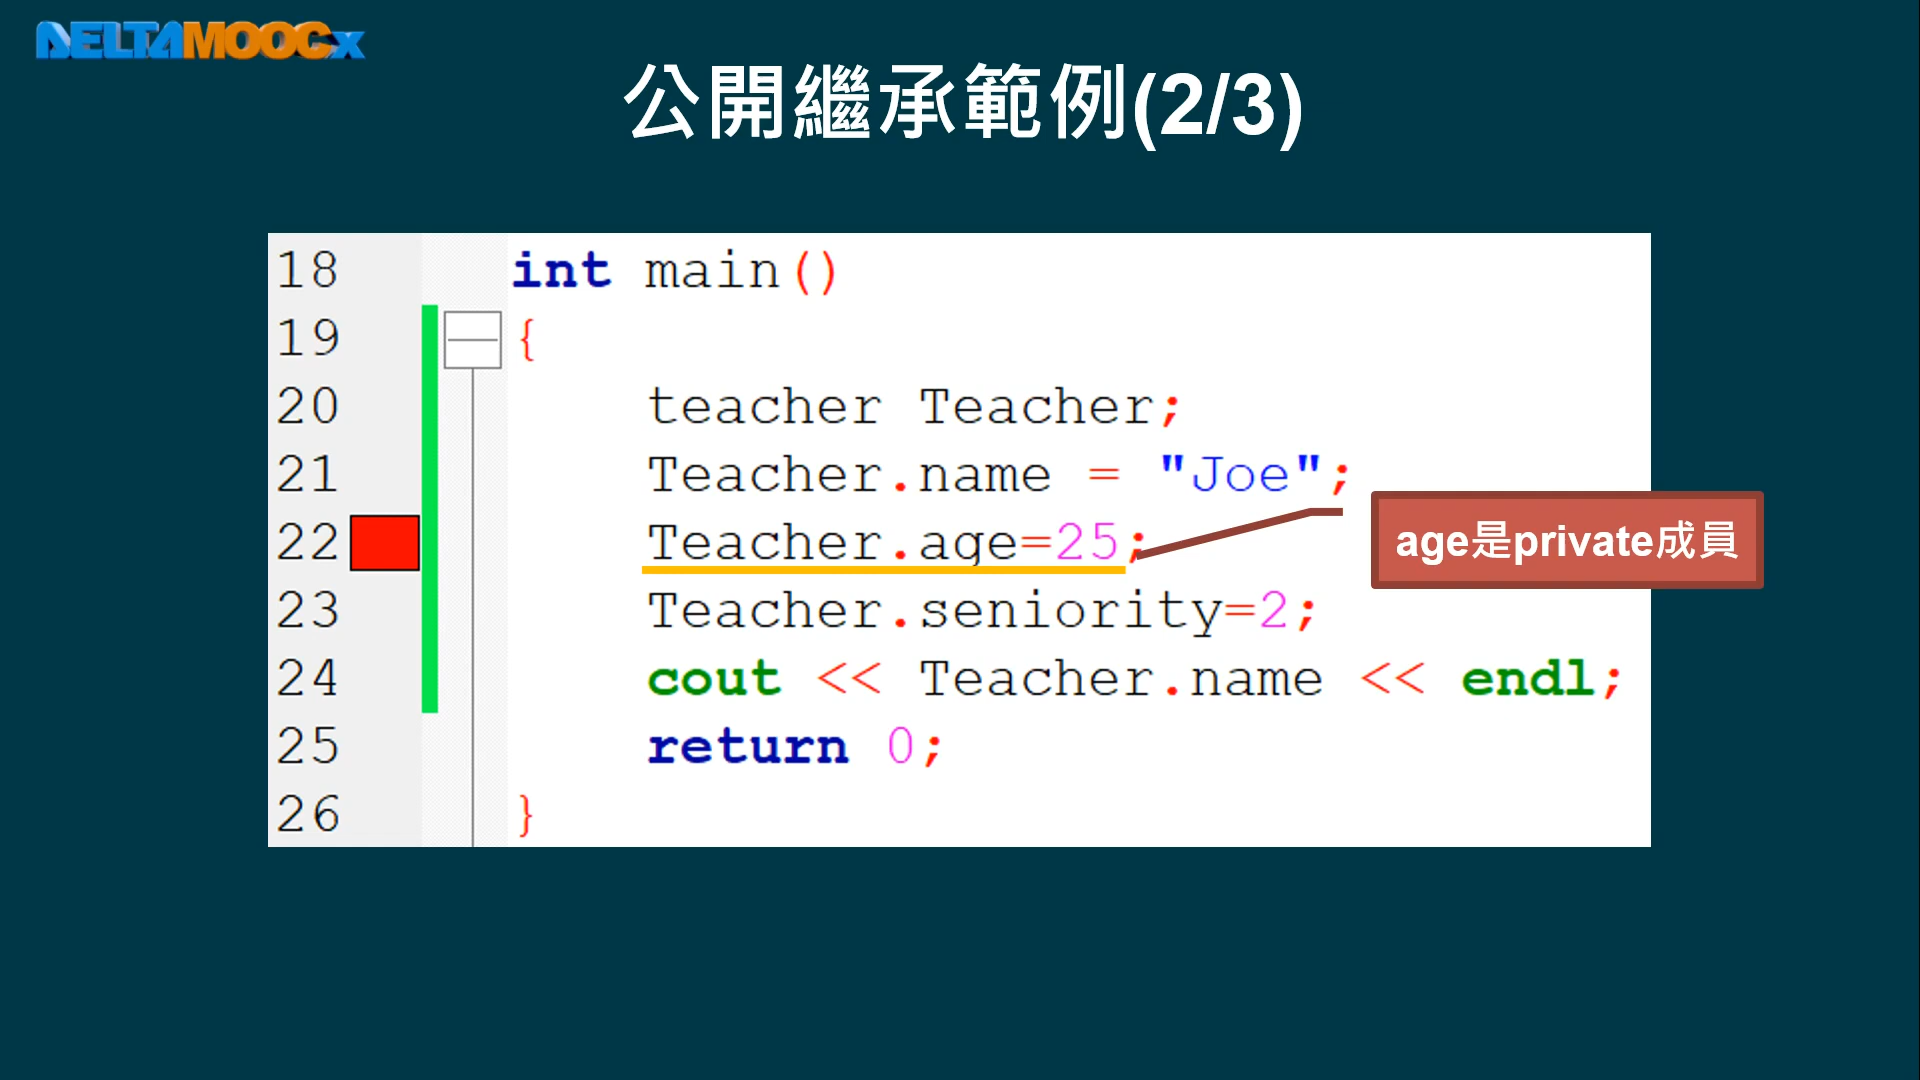 DELTAMOOCx
公開繼承範例(2/3)
18 int main()
19 {
20 teacher Teacher;
21 Teacher.name = "Joe";
22 Teacher.age=25;
age是private成員
23 Teacher.seniority=2;
24 cout << Teacher.name << endl;
25 return 0;
26 }